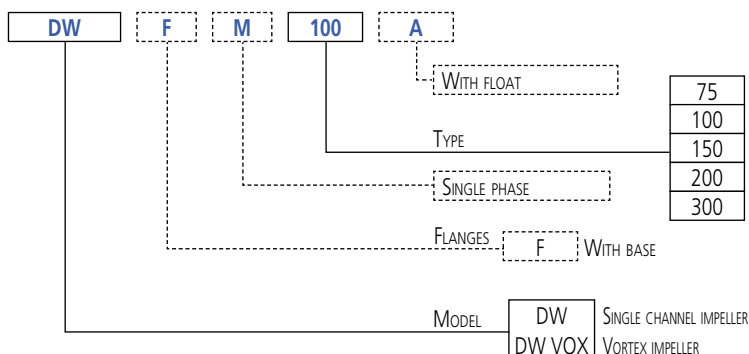 DW F M 100 A
WITH FLOAT
75
100
TYPE
150
200
SINGLE PHASE
300
FLANGES F WITH BASE
MODEL DW SINGLE CHANNEL IMPELLER
DW VOX VORTEX IMPELLER